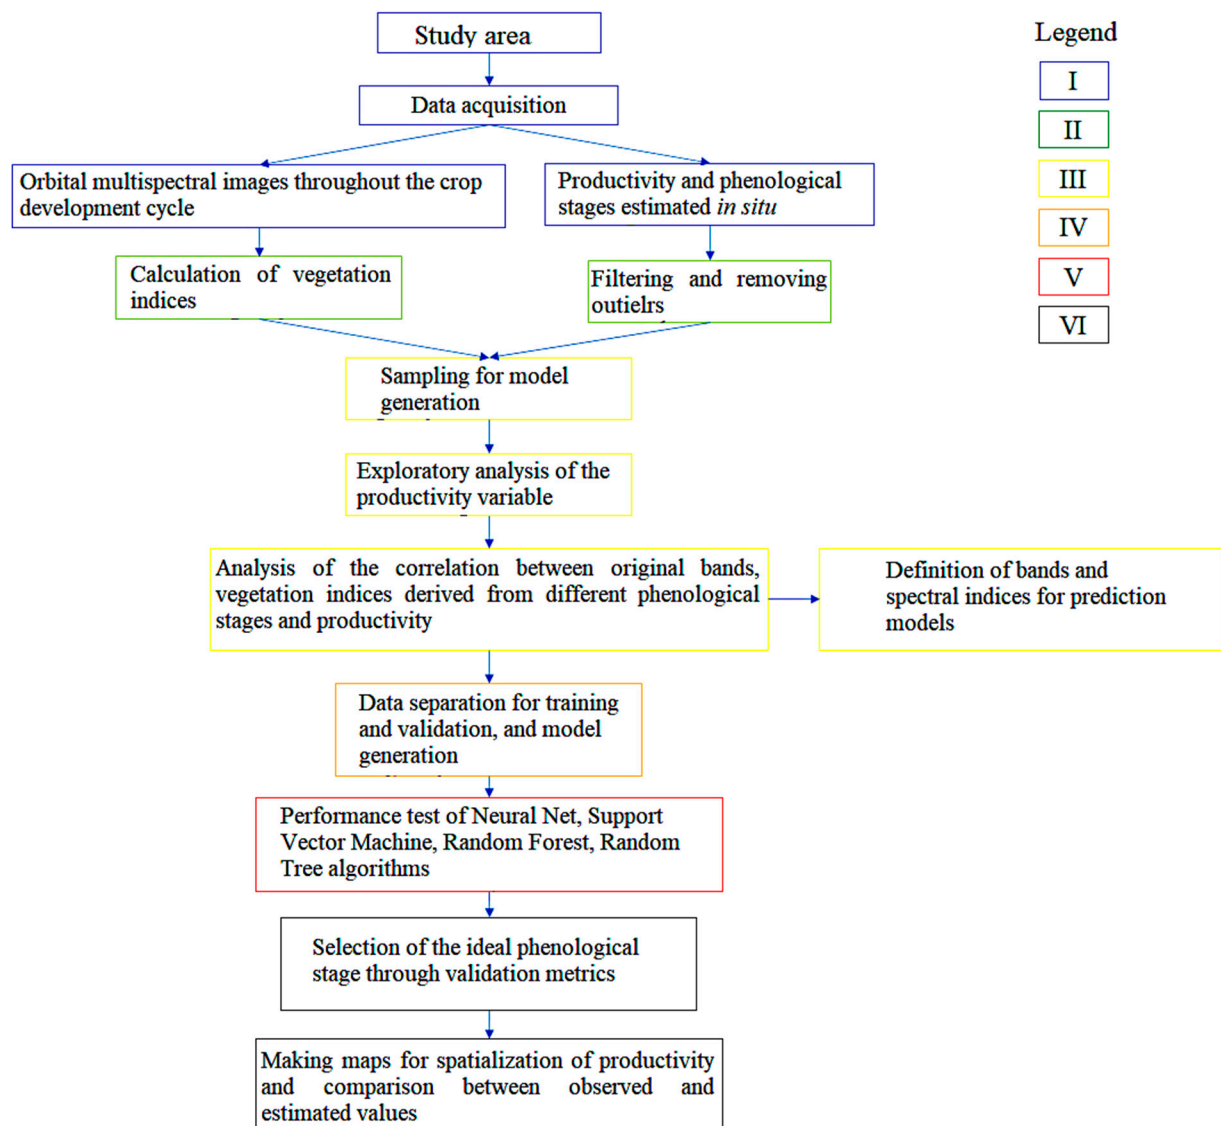 Study area
Data acquisition
Orbital multispectral images throughout the crop
development cycle
Productivity and phenological
stages estimated in situ
Calculation of vegetation
indices
Filtering and removing
outielrs
Sampling for model
generation
Exploratory analysis of the
productivity variable
Analysis of the correlation between original bands,
vegetation indices derived from different phenological
stages and productivity
Definition of bands and
spectral indices for prediction
models
Data separation for training
and validation, and model
generation
Performance test of Neural Net, Support
Vector Machine, Random Forest, Random
Tree algorithms
Selection of the ideal phenological
stage through validation metrics
Making maps for spatialization of productivity
and comparison between observed and
estimated values
Legend
I
II
III
IV
V
VI